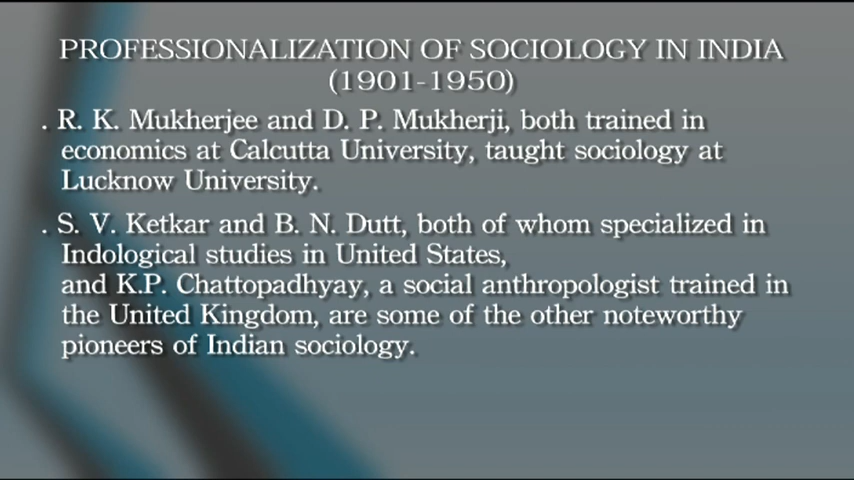 PROFESSIONALIZATION OF SOCIOLOGY IN INDIA
(1901-1950)
. R. K. Mukherjee and D. P. Mukherji, both trained in
economics at Calcutta University, taught sociology at
Lucknow University.
. S. V. Ketkar and B. N. Dutt, both of whom specialized in
Indological studies in United States,
and K.P. Chattopadhyay, a social anthropologist trained in
the United Kingdom, are some of the other noteworthy
pioneers of Indian sociology.